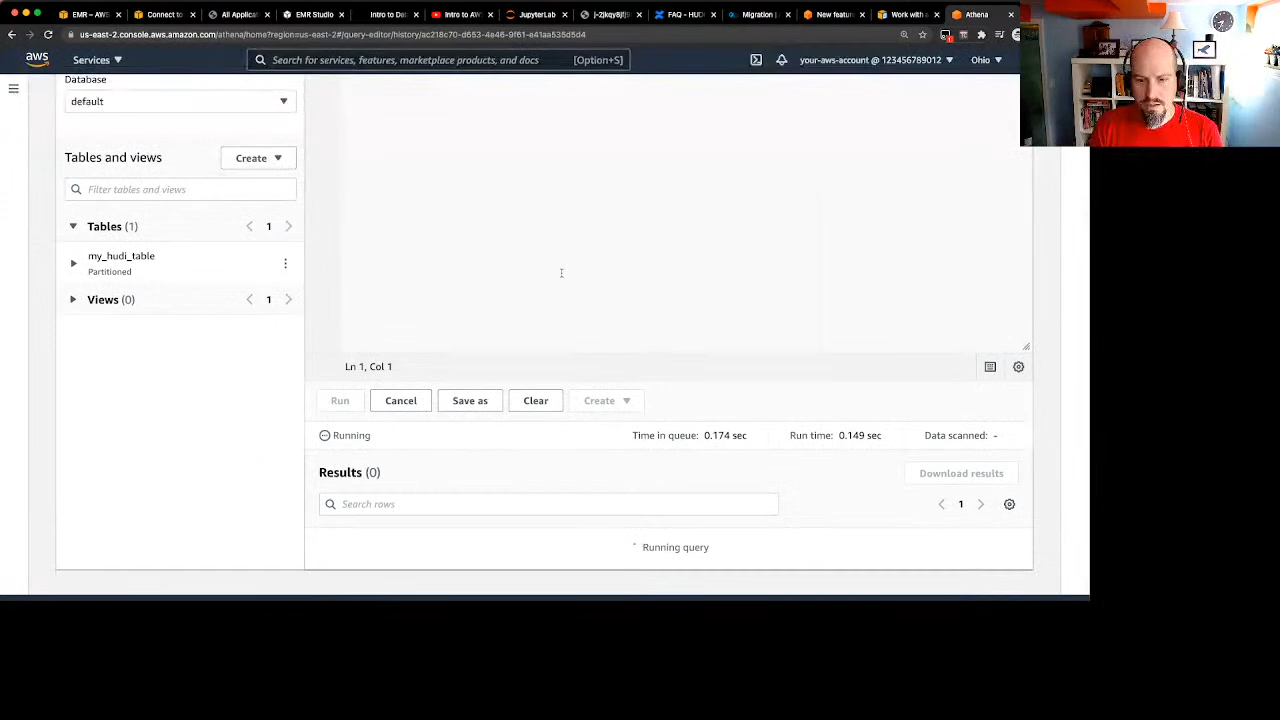 EMR – AWS
Connect to
All Applicat
EMR Studio
Intro to Da
Intro to AW
JupyterLab
FAQ - HUD
Migration |
New featur
Work with
Athena
us-east-2.console.aws.amazon.com/athena/home?region=us-east-2#/query-editor/history/ac218c70-d653-4e46-9f61-e41aa535d5d4
aws
Services
Search for services, features, marketplace products, and docs
[Option+S]
your-aws-account @ 123456789012
Ohio
Database
default
Tables and views
Create
Filter tables and views
Tables (1)
1
my_hudi_table
Partitioned
Views (0)
1
Ln 1, Col 1
Run
Cancel
Save as
Clear
Create
Running
Time in queue: 0.174 sec
Run time: 0.149 sec
Data scanned: -
Results (0)
Download results
Search rows
1
Running query